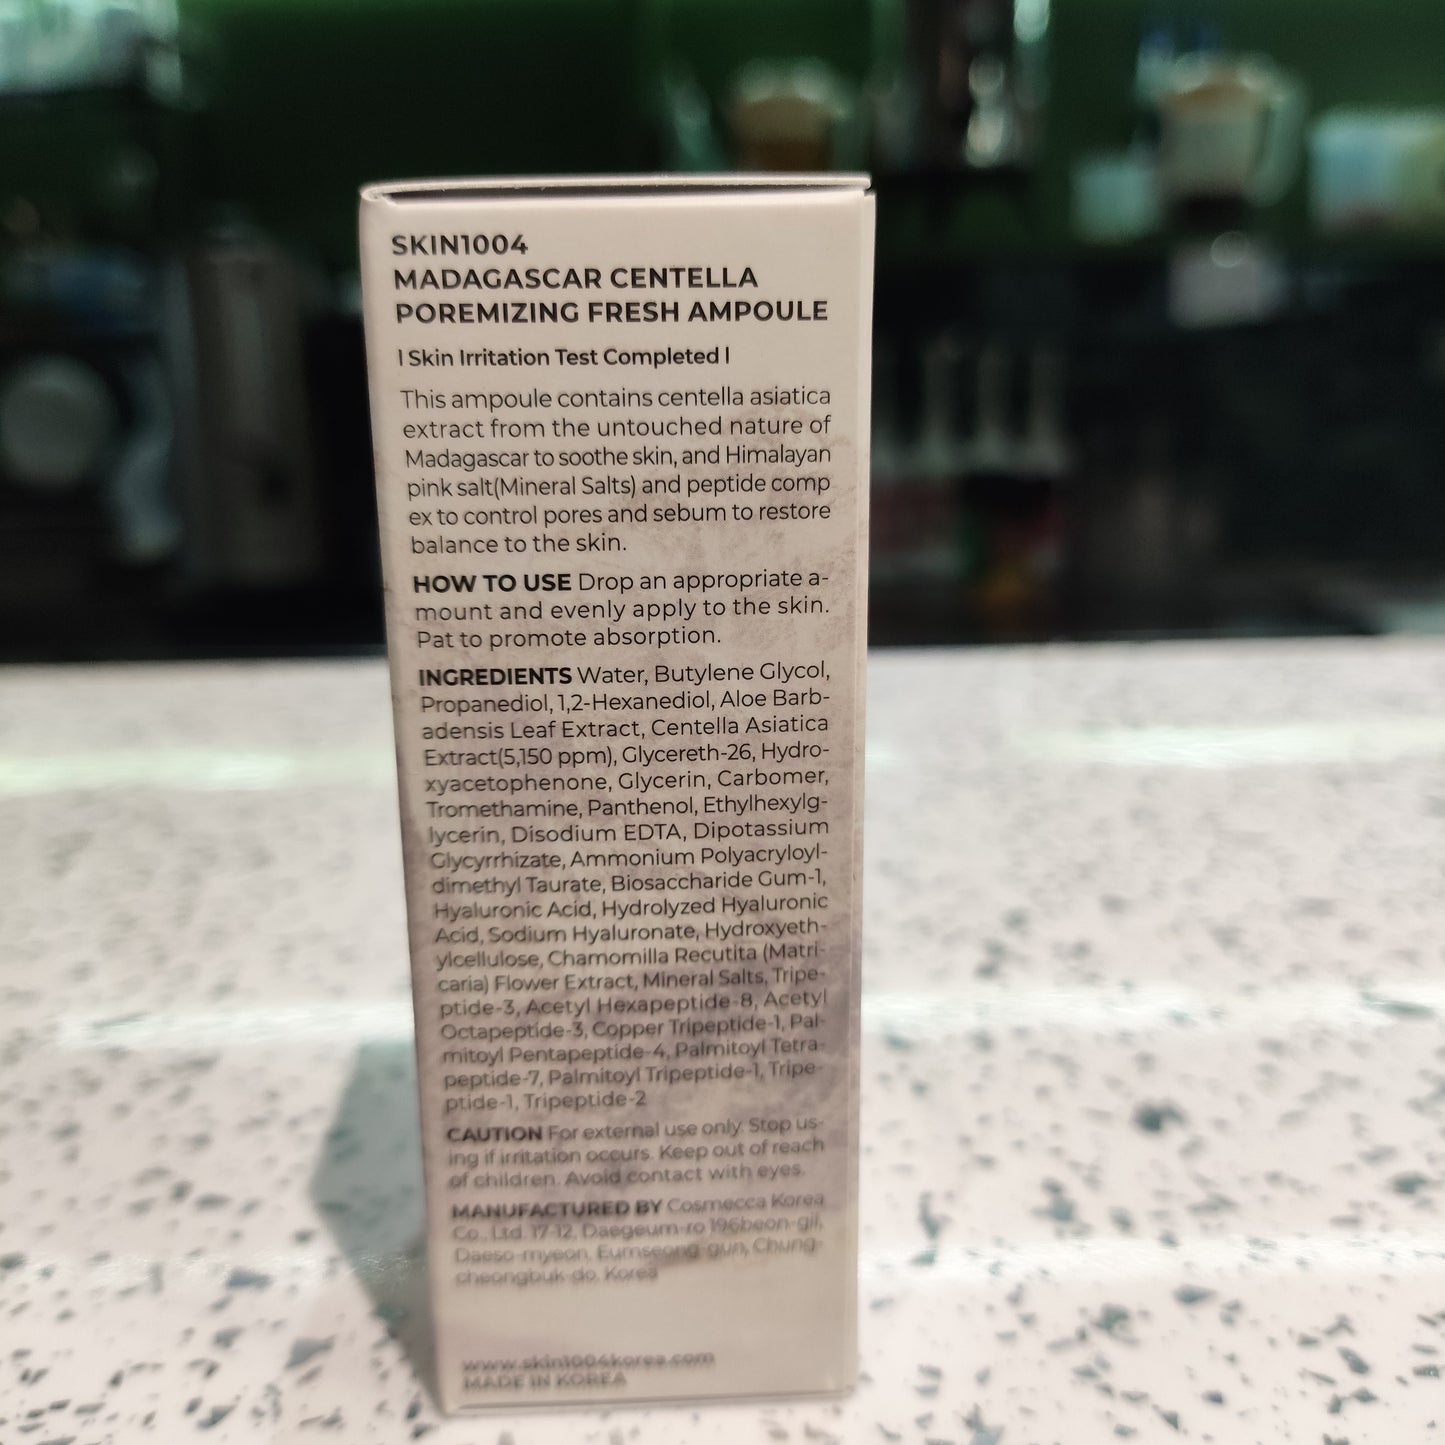 SKIN1004
MADAGASCAR CENTELLA
POREMIZING FRESH AMPOULE
l Skin Irritation Test Completed l
This ampoule contains centella asiatica
extract from the untouched nature of
Madagascar to soothe skin, and Himalayan
pink salt(Mineral Salts) and peptide comp
ex to control pores and sebum to restore
balance to the skin.
HOW TO USE Drop an appropriate a-
mount and evenly apply to the skin.
Pat to promote absorption.
INGREDIENTS Water, Butylene Glycol,
Propanediol, 1,2-Hexanediol, Aloe Barb-
adensis Leaf Extract, Centella Asiatica
Extract(5,150 ppm), Glycereth-26, Hydro-
xyacetophenone, Glycerin, Carbomer,
Tromethamine, Panthenol, Ethylhexylg-
lycerin, Disodium EDTA, Dipotassium
Glycyrrhizate, Ammonium Polyacryloyl-
dimethyl Taurate, Biosaccharide Gum-1,
Hyaluronic Acid, Hydrolyzed Hyaluronic
Acid, Sodium Hyaluronate, Hydroxyeth-
ylcellulose, Chamomilla Recutita (Matri-
caria) Flower Extract, Mineral Salts, Tripe-
ptide-3, Acetyl Hexapeptide-8, Acetyl
Octapeptide-3, Copper Tripeptide-1, Pal-
mitoyl Pentapeptide-4, Palmitoyl Tetra-
peptide-7, Palmitoyl Tripeptide-1, Tripe-
ptide-1, Tripeptide-2
CAUTION For external use only. Stop us-
ing if irritation occurs. Keep out of reach
of children. Avoid contact with eyes.
MANUFACTURED BY Cosmecca Korea
Co., Ltd. 17-12, Daegeum-ro 196beon-gil,
Daeso-myeon, Eumseong-gun, Chung-
cheongbuk-do, Korea
www.skin1004korea.com
MADE IN KOREA